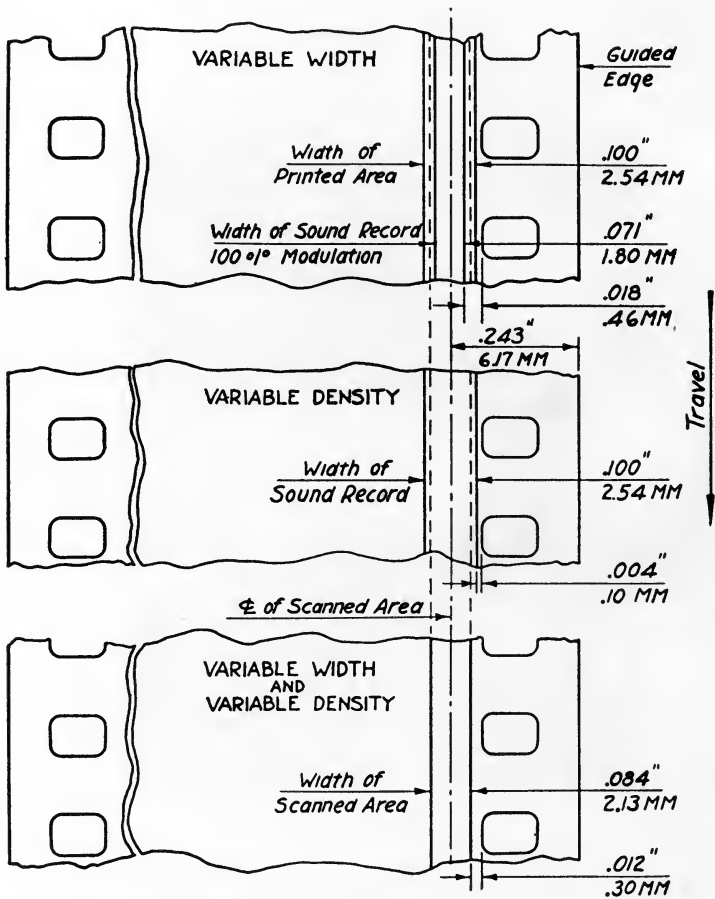 VARIABLE WIDTH
Guided
Edge
Width of
Printed Area
.100"
2.54 MM
Width of Sound Record
100 o/o Modulation
.071"
1.80 MM
.018"
.46 MM
.243"
6.17 MM
VARIABLE DENSITY
Travel
Width of
Sound Record
.100"
2.54 MM
.004"
.10 MM
℄ of Scanned Area
VARIABLE WIDTH
AND
VARIABLE DENSITY
Width of
Scanned Area
.084"
2.13 MM
.012"
.30 MM